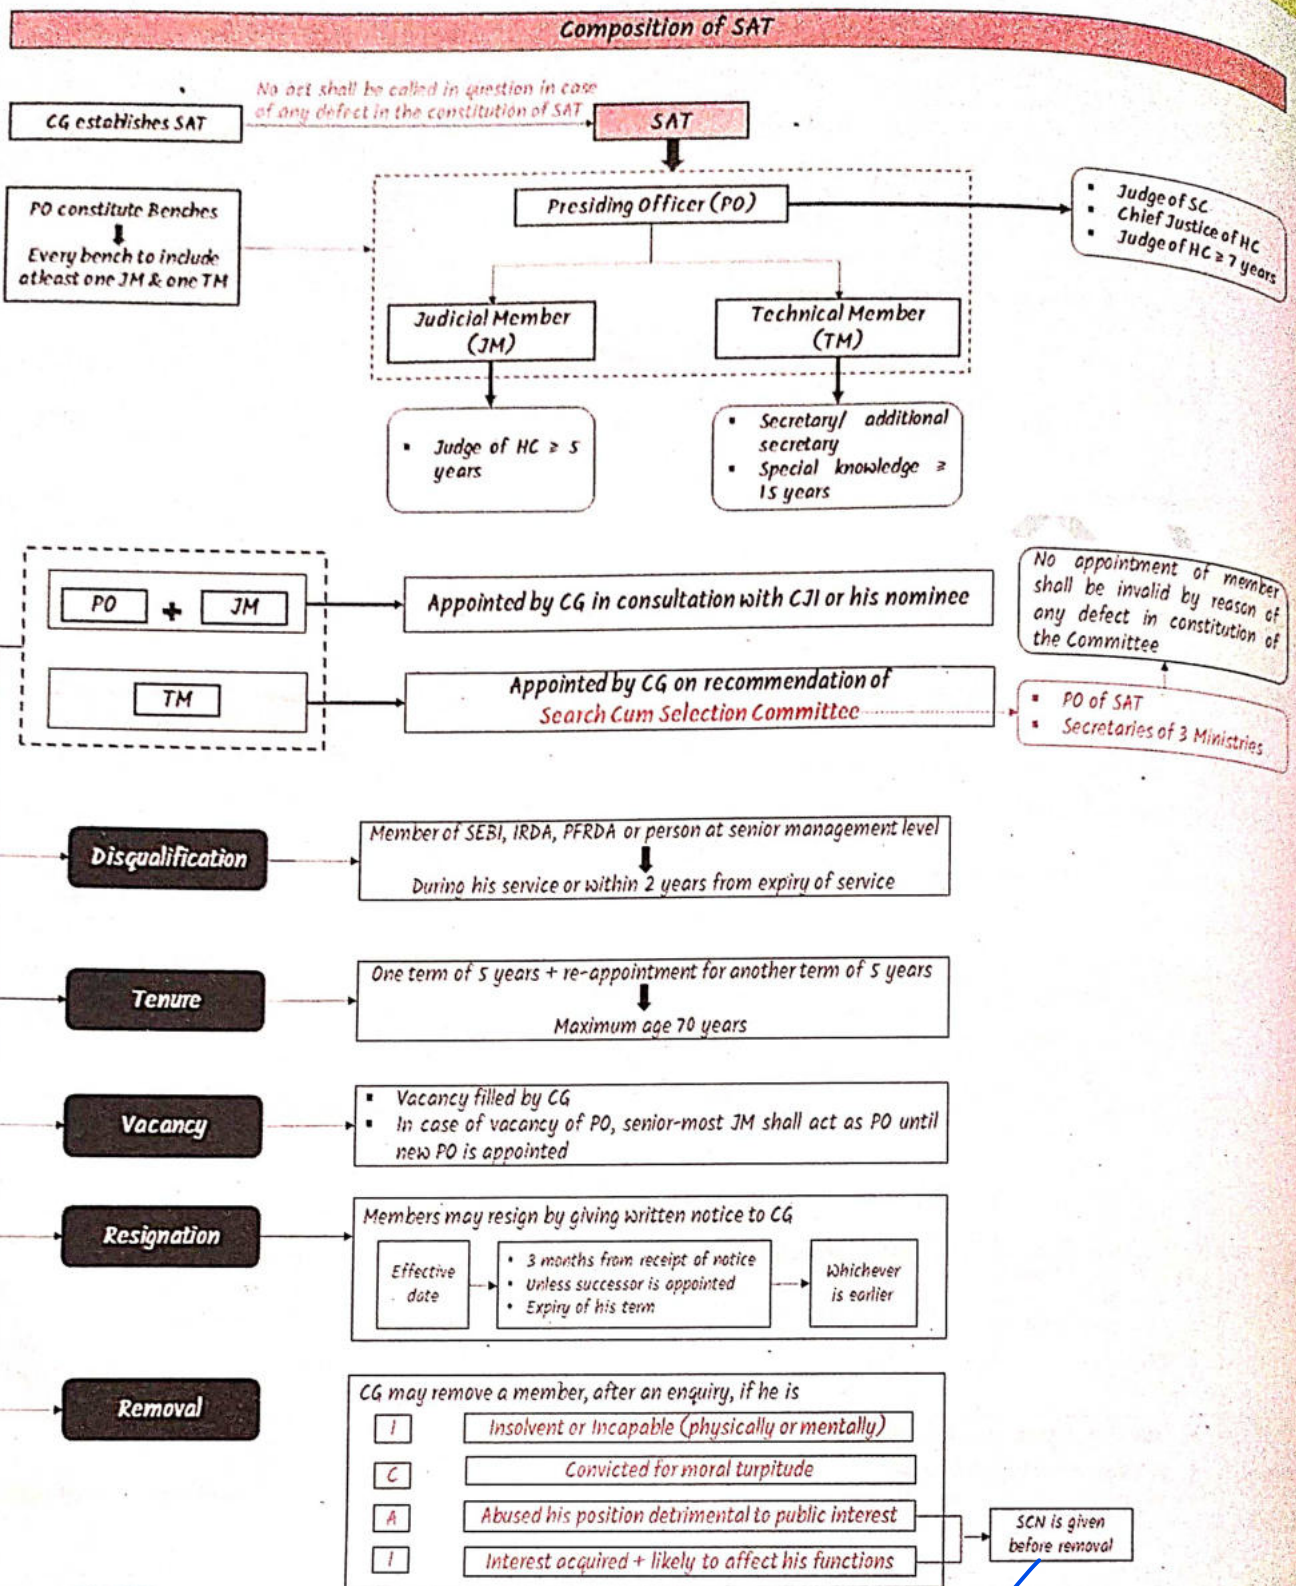 Composition of SAT
No act shall be called in question in case
of any defect in the constitution of SAT
CG establishes SAT
SAT
PO constitute Benches
Every bench to include
atleast one JM & one TM
Presiding Officer (PO)
▪ Judge of SC
▪ Chief Justice of HC
▪ Judge of HC ≥ 7 years
Judicial Member
(JM)
Technical Member
(TM)
▪ Judge of HC ≥ 5
years
▪ Secretary/ additional
secretary
▪ Special knowledge ≥
15 years
PO + JM
Appointed by CG in consultation with CJI or his nominee
No appointment of member
shall be invalid by reason of
any defect in constitution of
the Committee
TM
Appointed by CG on recommendation of
Search Cum Selection Committee
▪ PO of SAT
▪ Secretaries of 3 Ministries
Disqualification
Member of SEBI, IRDA, PFRDA or person at senior management level
During his service or within 2 years from expiry of service
Tenure
One term of 5 years + re-appointment for another term of 5 years
Maximum age 70 years
Vacancy
▪ Vacancy filled by CG
▪ In case of vacancy of PO, senior-most JM shall act as PO until
new PO is appointed
Resignation
Members may resign by giving written notice to CG
Effective
date
• 3 months from receipt of notice
• Unless successor is appointed
• Expiry of his term
Whichever
is earlier
Removal
CG may remove a member, after an enquiry, if he is
I Insolvent or Incapable (physically or mentally)
C Convicted for moral turpitude
A Abused his position detrimental to public interest
I Interest acquired + likely to affect his functions
SCN is given
before removal